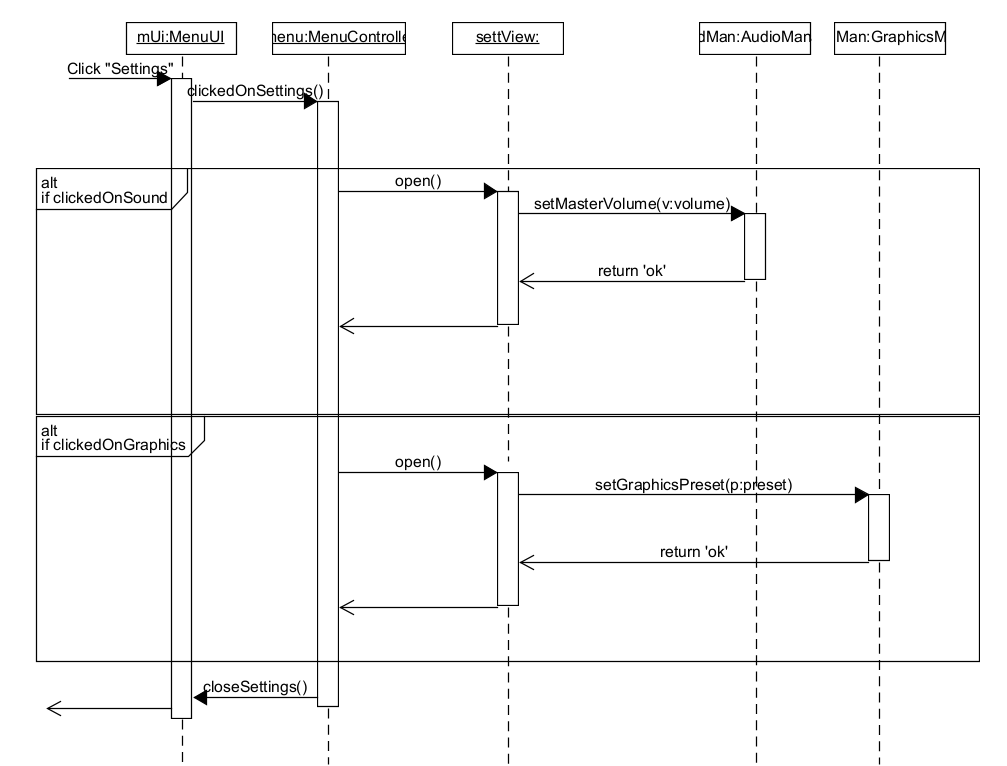 mUi:MenuUI
menu:MenuControlle
settView:
dMan:AudioMan
Man:GraphicsM
Click "Settings"
clickedOnSettings()
alt
if clickedOnSound
open()
setMasterVolume(v:volume)
return 'ok'
alt
if clickedOnGraphics
open()
setGraphicsPreset(p:preset)
return 'ok'
closeSettings()